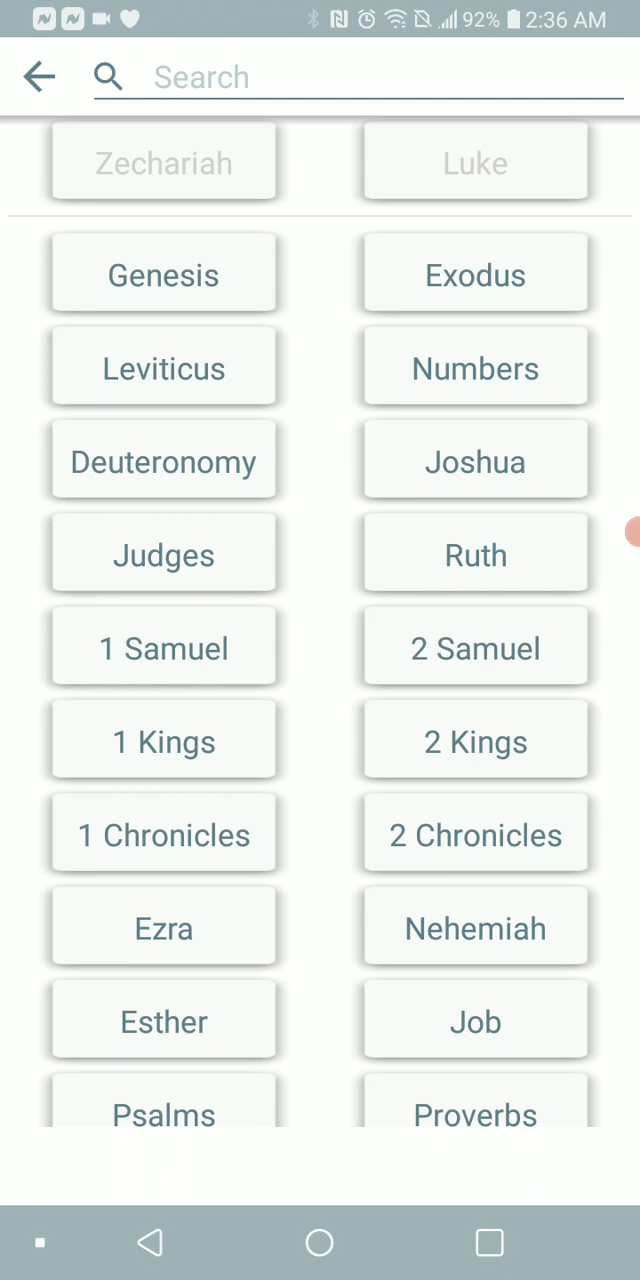 92% 2:36 AM
Search
Zechariah Luke
Genesis Exodus
Leviticus Numbers
Deuteronomy Joshua
Judges Ruth
1 Samuel 2 Samuel
1 Kings 2 Kings
1 Chronicles 2 Chronicles
Ezra Nehemiah
Esther Job
Psalms Proverbs